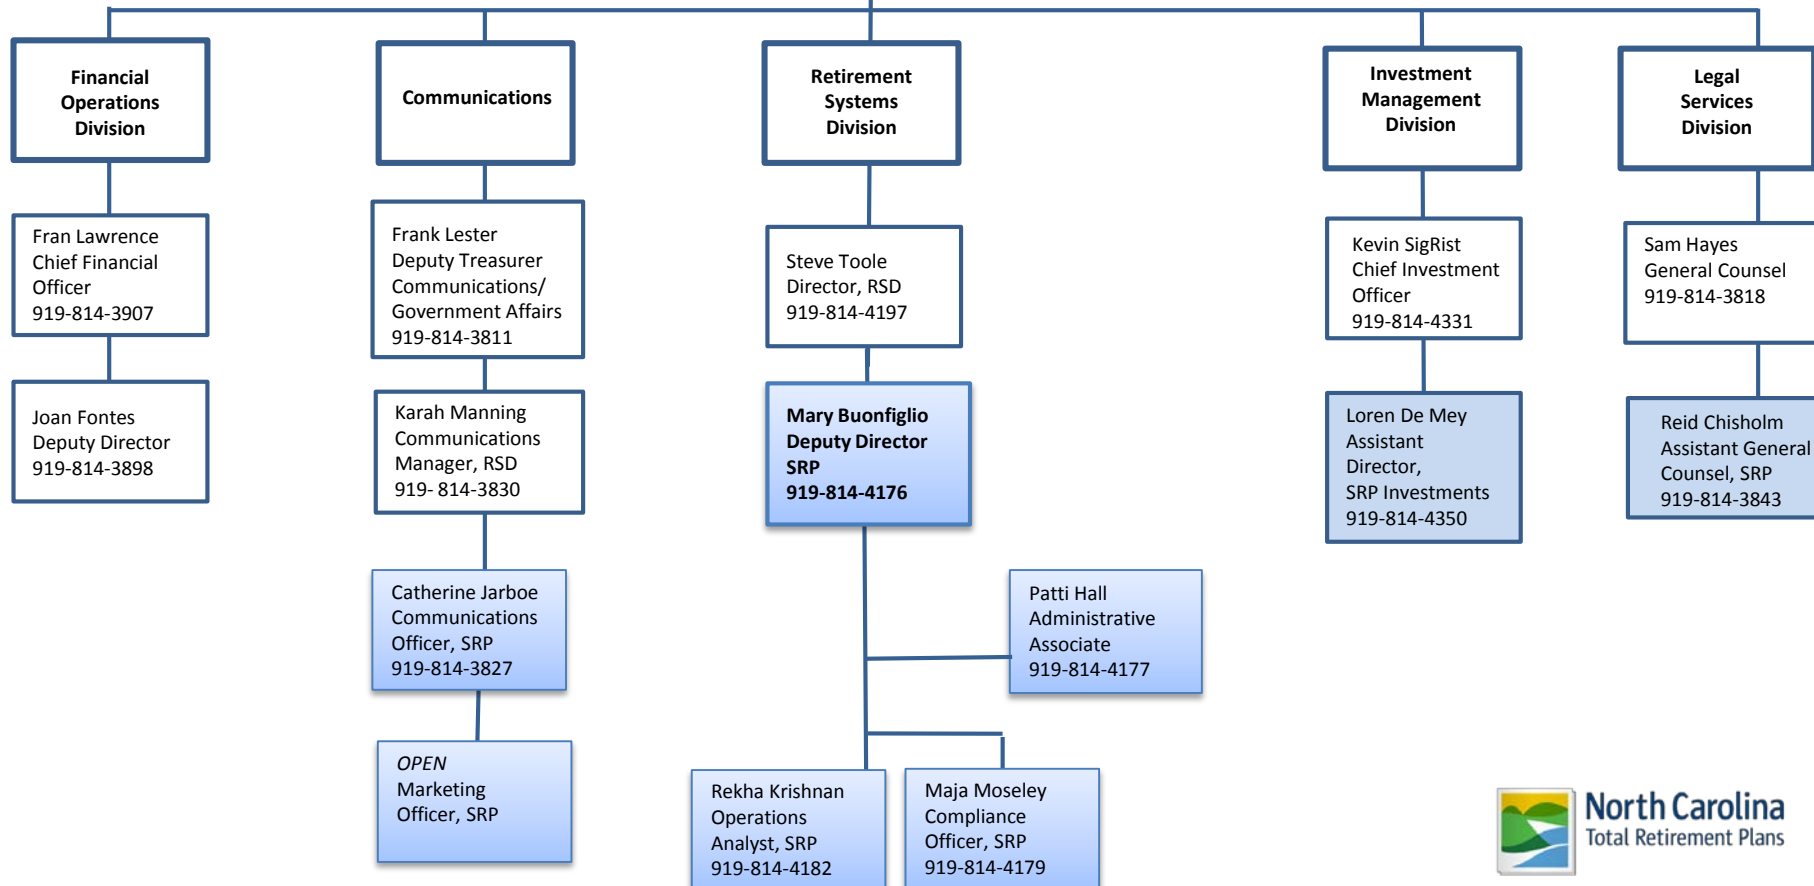 Financial
Operations
Division
Communications
Retirement
Systems
Division
Investment
Management
Division
Legal
Services
Division
Fran Lawrence
Chief Financial
Officer
919-814-3907
Frank Lester
Deputy Treasurer
Communications/
Government Affairs
919-814-3811
Steve Toole
Director, RSD
919-814-4197
Kevin SigRist
Chief Investment
Officer
919-814-4331
Sam Hayes
General Counsel
919-814-3818
Joan Fontes
Deputy Director
919-814-3898
Karah Manning
Communications
Manager, RSD
919- 814-3830
Mary Buonfiglio
Deputy Director
SRP
919-814-4176
Loren De Mey
Assistant
Director,
SRP Investments
919-814-4350
Reid Chisholm
Assistant General
Counsel, SRP
919-814-3843
Catherine Jarboe
Communications
Officer, SRP
919-814-3827
Patti Hall
Administrative
Associate
919-814-4177
OPEN
Marketing
Officer, SRP
Rekha Krishnan
Operations
Analyst, SRP
919-814-4182
Maja Moseley
Compliance
Officer, SRP
919-814-4179
North Carolina
Total Retirement Plans